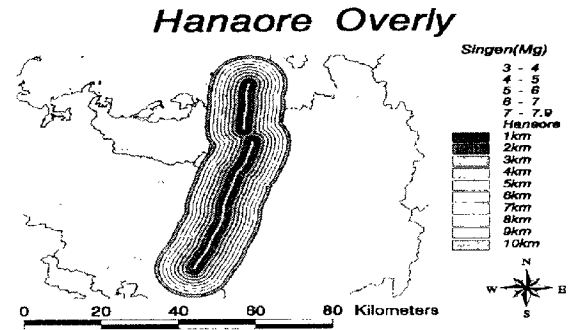 Hanaore Overly
Singen(Mg)
3 - 4
4 - 5
5 - 6
6 - 7
7 - 7.9
Hanaore
1km
2km
3km
4km
5km
6km
7km
8km
9km
10km
N
W E
S
0 20 40 60 80 Kilometers